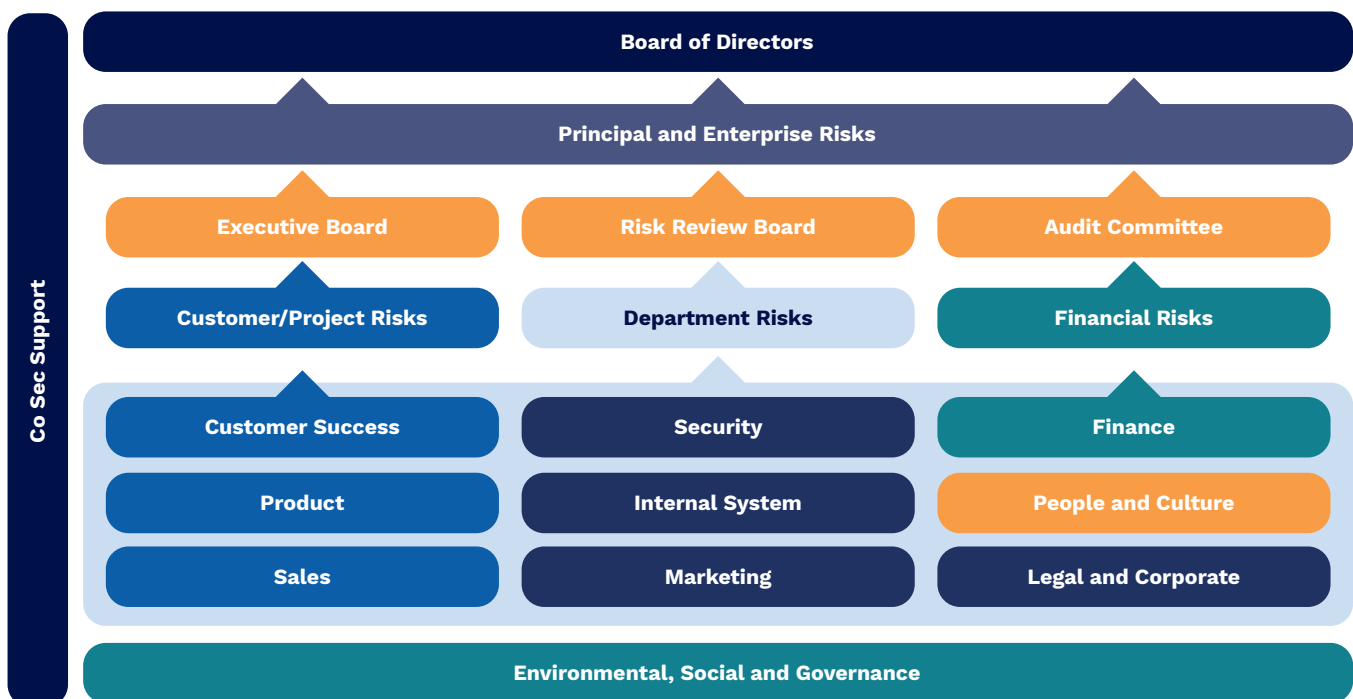 Co Sec Support
Board of Directors
Principal and Enterprise Risks
Executive Board
Risk Review Board
Audit Committee
Customer/Project Risks
Department Risks
Financial Risks
Customer Success
Security
Finance
Product
Internal System
People and Culture
Sales
Marketing
Legal and Corporate
Environmental, Social and Governance